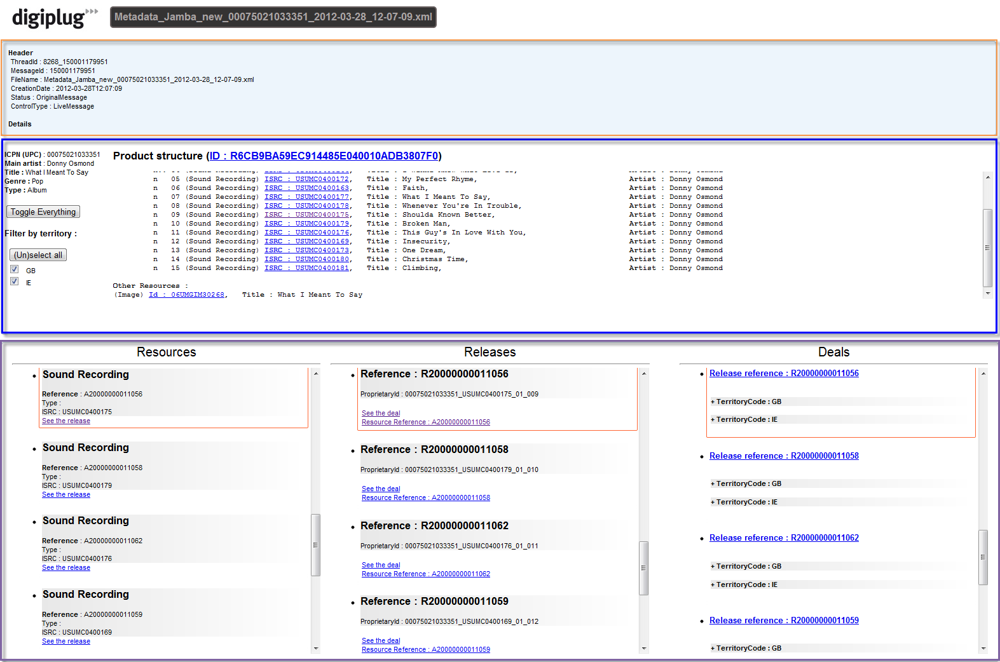 digiplug
Metadata_Jamba_new_00075021033351_2012-03-28_12-07-09.xml
Header
ThreadId : 8268_150001179951
MessageId : 150001179951
FileName : Metadata_Jamba_new_00075021033351_2012-03-28_12-07-09.xml
CreationDate : 2012-03-28T12:07:09
Status : OriginalMessage
ControlType : LiveMessage
Details
ICPN (UPC) : 00075021033351
Main artist : Donny Osmond
Title : What I Meant To Say
Genre : Pop
Type : Album
Toggle Everything
Filter by territory :
(Un)select all
GB
IE
Product structure (ID : R6CB9BA59EC914485E040010ADB3807F0)
n 05 (Sound Recording) ISRC : USUMC0400172, Title : My Perfect Rhyme, Artist : Donny Osmond
n 06 (Sound Recording) ISRC : USUMC0400163, Title : Faith, Artist : Donny Osmond
n 07 (Sound Recording) ISRC : USUMC0400177, Title : What I Meant To Say, Artist : Donny Osmond
n 08 (Sound Recording) ISRC : USUMC0400178, Title : Whenever You're In Trouble, Artist : Donny Osmond
n 09 (Sound Recording) ISRC : USUMC0400175, Title : Shoulda Known Better, Artist : Donny Osmond
n 10 (Sound Recording) ISRC : USUMC0400179, Title : Broken Man, Artist : Donny Osmond
n 11 (Sound Recording) ISRC : USUMC0400176, Title : This Guy's In Love With You, Artist : Donny Osmond
n 12 (Sound Recording) ISRC : USUMC0400169, Title : Insecurity, Artist : Donny Osmond
n 13 (Sound Recording) ISRC : USUMC0400173, Title : One Dream, Artist : Donny Osmond
n 14 (Sound Recording) ISRC : USUMC0400180, Title : Christmas Time, Artist : Donny Osmond
n 15 (Sound Recording) ISRC : USUMC0400181, Title : Climbing, Artist : Donny Osmond
Other Resources :
(Image) Id : 06UMGIM30268, Title : What I Meant To Say
Resources
Sound Recording
Reference : A20000000011056
Type :
ISRC : USUMC0400175
See the release
Sound Recording
Reference : A20000000011058
Type :
ISRC : USUMC0400179
See the release
Sound Recording
Reference : A20000000011062
Type :
ISRC : USUMC0400176
See the release
Sound Recording
Reference : A20000000011059
Type :
ISRC : USUMC0400169
See the release
Releases
Reference : R20000000011056
ProprietaryId : 00075021033351_USUMC0400175_01_009
See the deal
Resource Reference : A20000000011056
Reference : R20000000011058
ProprietaryId : 00075021033351_USUMC0400179_01_010
See the deal
Resource Reference : A20000000011058
Reference : R20000000011062
ProprietaryId : 00075021033351_USUMC0400176_01_011
See the deal
Resource Reference : A20000000011062
Reference : R20000000011059
ProprietaryId : 00075021033351_USUMC0400169_01_012
See the deal
Resource Reference : A20000000011059
Deals
Release reference : R20000000011056
+ TerritoryCode : GB
+ TerritoryCode : IE
Release reference : R20000000011058
+ TerritoryCode : GB
+ TerritoryCode : IE
Release reference : R20000000011062
+ TerritoryCode : GB
+ TerritoryCode : IE
Release reference : R20000000011059
+ TerritoryCode : GB